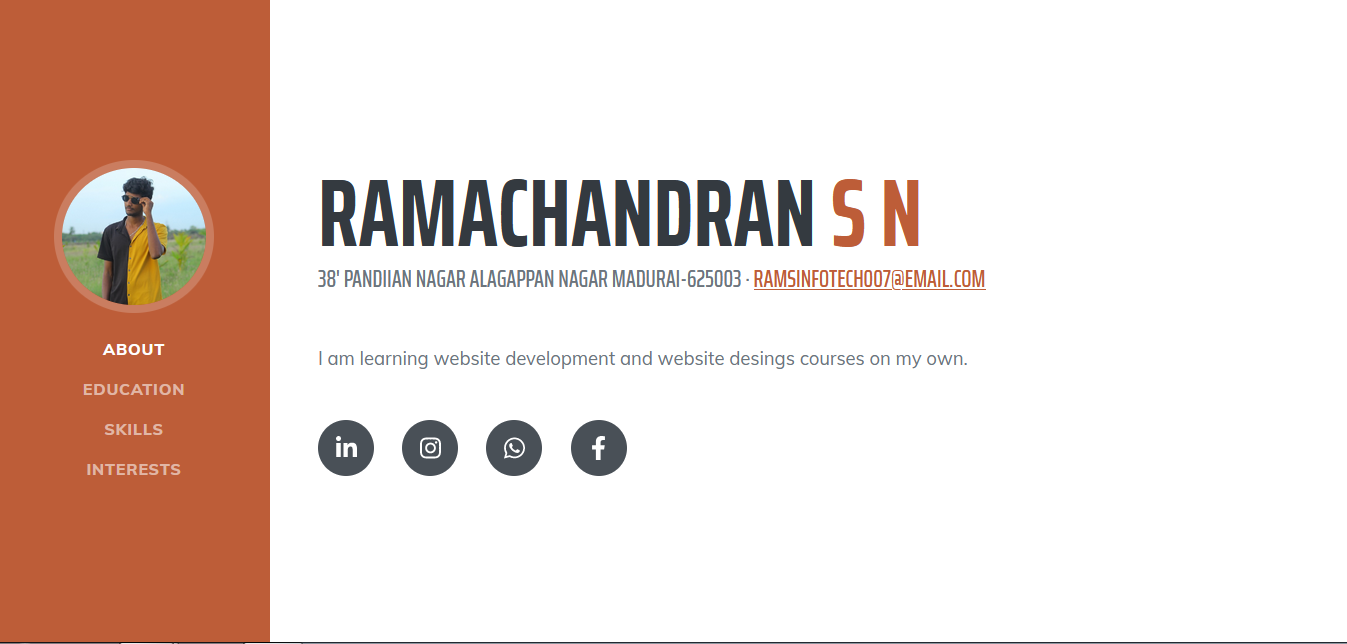 ABOUT
EDUCATION
SKILLS
INTERESTS
RAMACHANDRAN S N
38' PANDIIAN NAGAR ALAGAPPAN NAGAR MADURAI-625003 · RAMSINFOTECH007@EMAIL.COM
I am learning website development and website desings courses on my own.
in